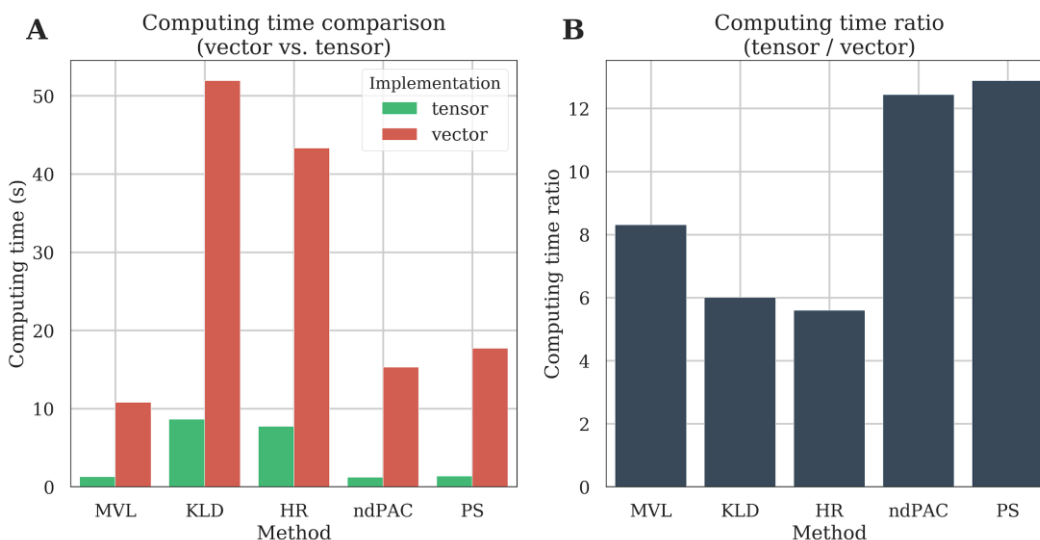 A
Computing time comparison
(vector vs. tensor)
Computing time (s)
50
40
30
20
10
0
Implementation
tensor
vector
MVL KLD HR ndPAC PS
Method
B
Computing time ratio
(tensor / vector)
Computing time ratio
12
10
8
6
4
2
0
MVL KLD HR ndPAC PS
Method